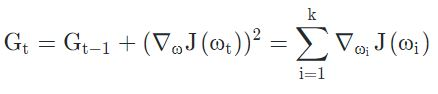 G_t = G_{t−1} + (∇_ω J(ω_t))² = ∑_{i=1}^{k} ∇_{ω_i} J(ω_i)